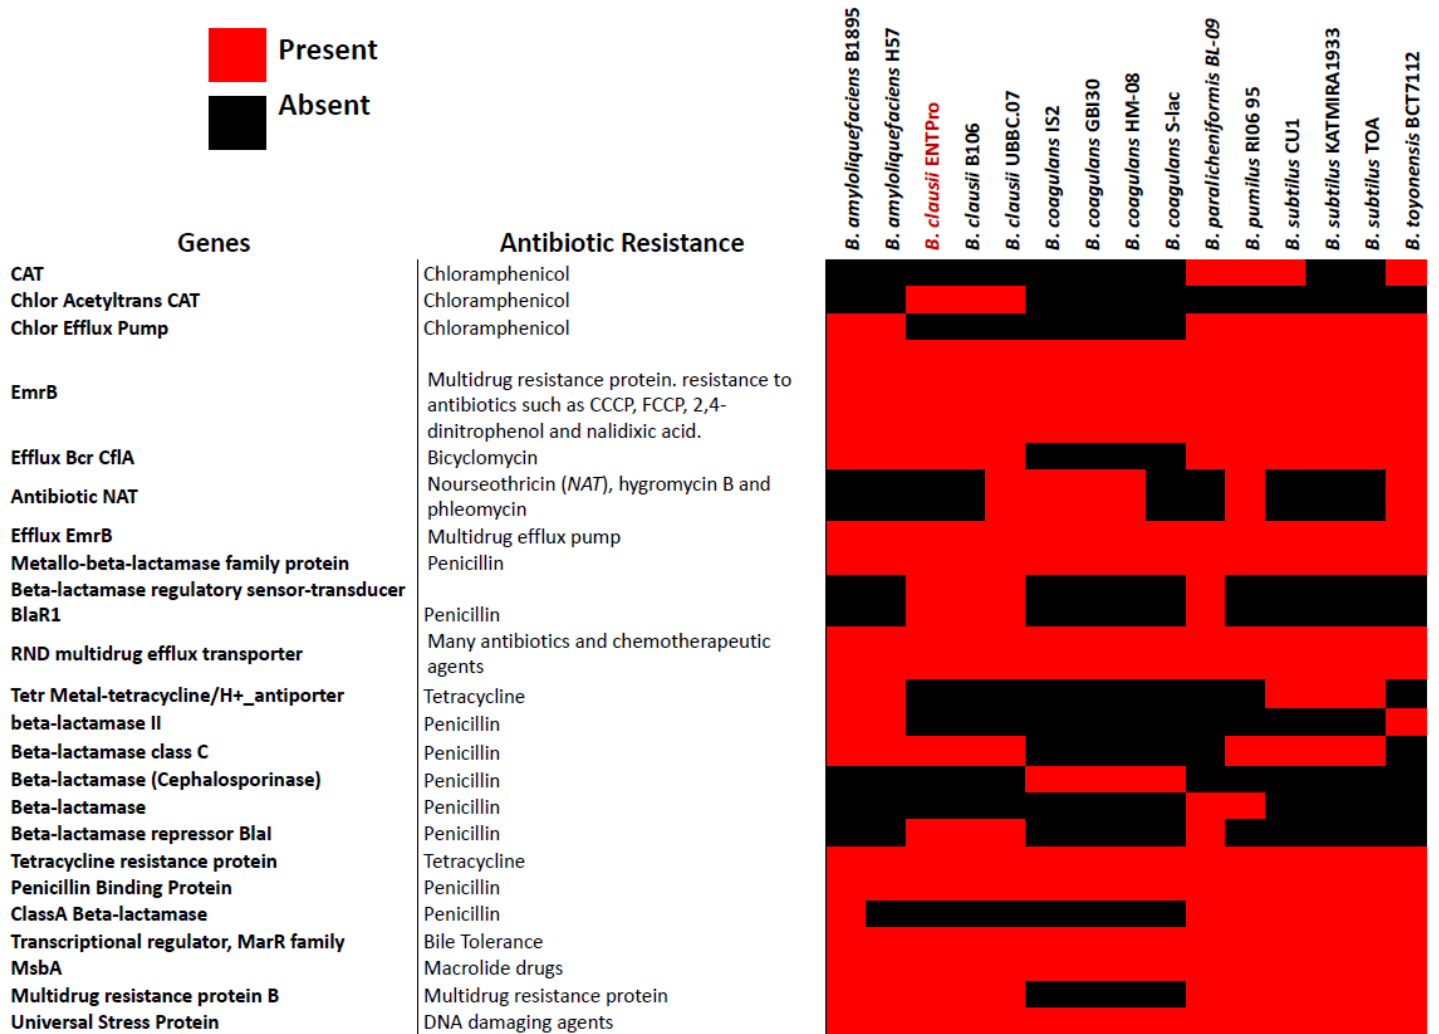 Present
Absent
B. amyloliquefaciens B1895
B. amyloliquefaciens H57
B. clausii ENTPro
B. clausii B106
B. clausii UBBC.07
B. coagulans IS2
B. coagulans GBI30
B. coagulans HM-08
B. coagulans S-lac
B. paralicheniformis BL-09
B. pumilus RI06 95
B. subtilus CU1
B. subtilus KATMIRA1933
B. subtilus TOA
B. toyonensis BCT7112
Genes Antibiotic Resistance
CAT Chloramphenicol
Chlor Acetyltrans CAT Chloramphenicol
Chlor Efflux Pump Chloramphenicol
EmrB
Multidrug resistance protein. resistance to
antibiotics such as CCCP, FCCP, 2,4-
dinitrophenol and nalidixic acid.
Efflux Bcr CflA Bicyclomycin
Antibiotic NAT
Nourseothricin (NAT), hygromycin B and
phleomycin
Efflux EmrB Multidrug efflux pump
Metallo-beta-lactamase family protein Penicillin
Beta-lactamase regulatory sensor-transducer
BlaR1 Penicillin
RND multidrug efflux transporter
Many antibiotics and chemotherapeutic
agents
Tetr Metal-tetracycline/H+_antiporter Tetracycline
beta-lactamase II Penicillin
Beta-lactamase class C Penicillin
Beta-lactamase (Cephalosporinase) Penicillin
Beta-lactamase Penicillin
Beta-lactamase repressor BlaI Penicillin
Tetracycline resistance protein Tetracycline
Penicillin Binding Protein Penicillin
ClassA Beta-lactamase Penicillin
Transcriptional regulator, MarR family Bile Tolerance
MsbA Macrolide drugs
Multidrug resistance protein B Multidrug resistance protein
Universal Stress Protein DNA damaging agents